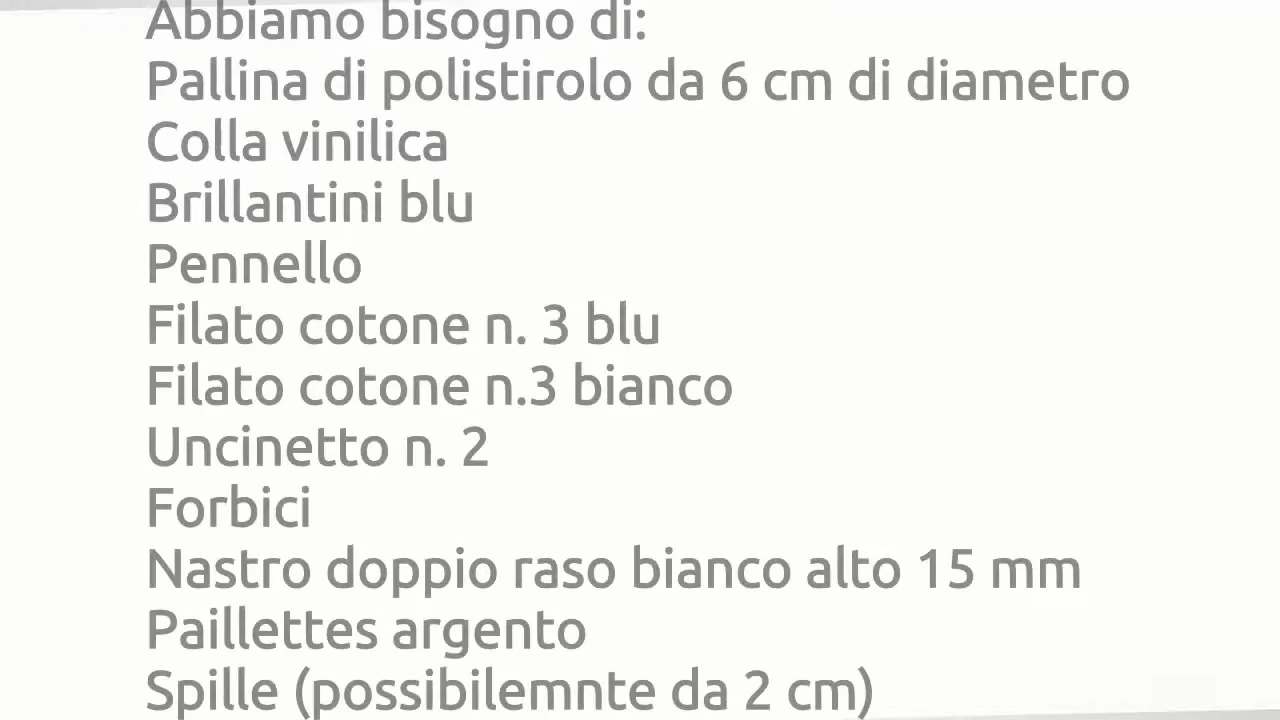 Abbiamo bisogno di:
Pallina di polistirolo da 6 cm di diametro
Colla vinilica
Brillantini blu
Pennello
Filato cotone n. 3 blu
Filato cotone n.3 bianco
Uncinetto n. 2
Forbici
Nastro doppio raso bianco alto 15 mm
Paillettes argento
Spille (possibilemnte da 2 cm)